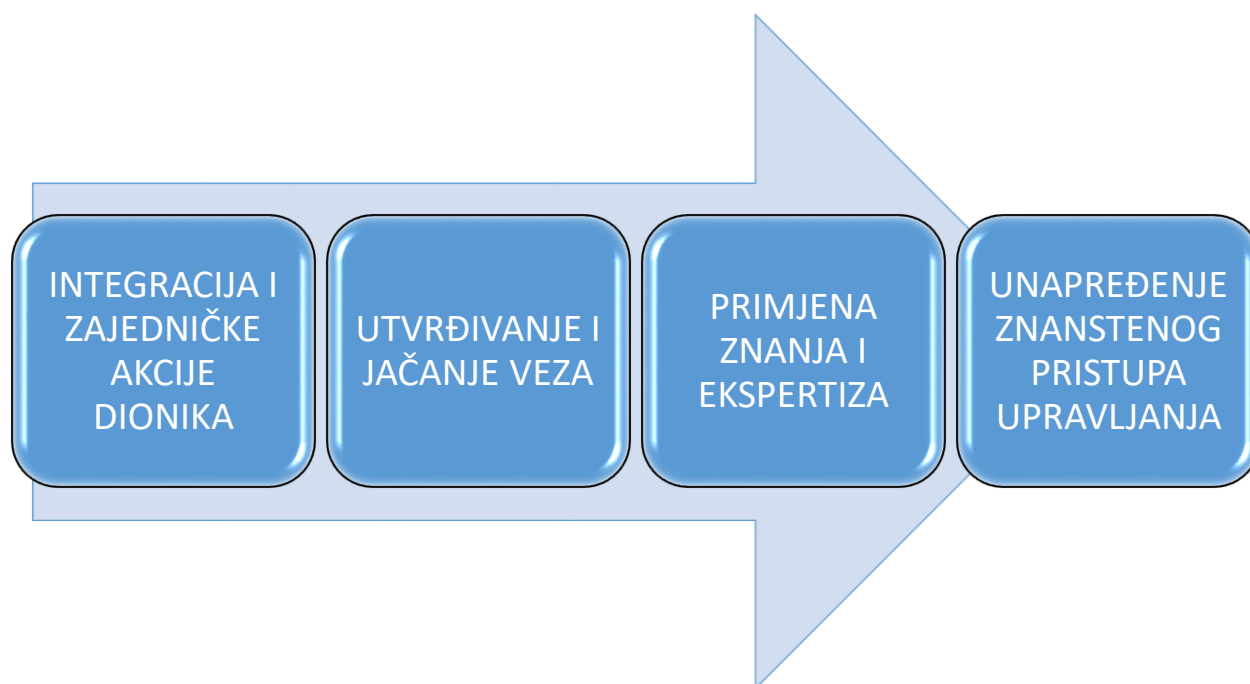 INTEGRACIJA I
ZAJEDNIČKE
AKCIJE
DIONIKA
UTVRĐIVANJE I
JAČANJE VEZA
PRIMJENA
ZNANJA I
EKSPERTIZA
UNAPREĐENJE
ZNANSTENOG
PRISTUPA
UPRAVLJANJA